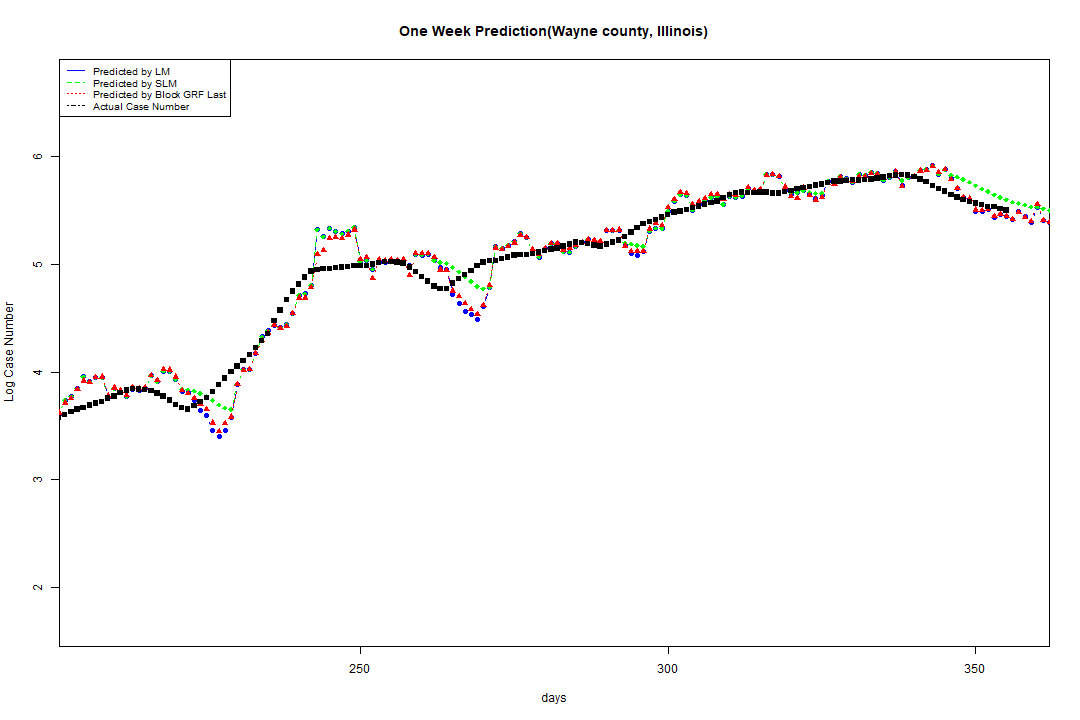 One Week Prediction(Wayne county, Illinois)
Predicted by LM
Predicted by SLM
Predicted by Block GRF Last
Actual Case Number
Log Case Number
6
5
4
3
2
250
300
350
days